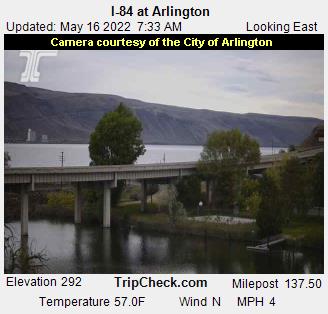 I-84 at Arlington
Updated: May 16 2022 7:33 AM Looking East
Camera courtesy of the City of Arlington
Elevation 292 TripCheck.com Milepost 137.50
Temperature 57.0F Wind N MPH 4